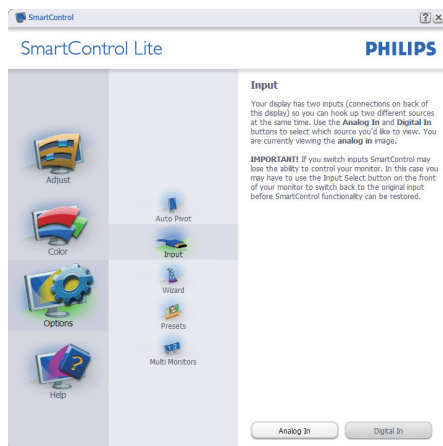 SmartControl
SmartControl Lite
PHILIPS
Adjust
Color
Options
Help
Auto Pivot
Input
Wizard
Presets
Multi Monitors
Input
Your display has two inputs (connections on back of
this display) so you can hook up two different sources
at the same time. Use the Analog In and Digital In
buttons to select which source you'd like to view. You
are currently viewing the analog in image.
IMPORTANT! If you switch inputs SmartControl may
lose the ability to control your monitor. In this case you
may have to use the Input Select button on the front
of your monitor to switch back to the original input
before SmartControl functionality can be restored.
Analog In
Digital In